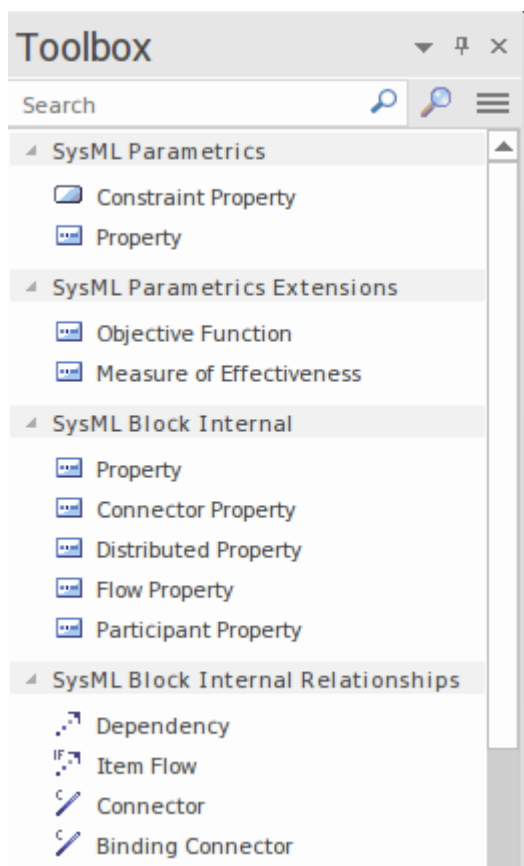 Toolbox
Search
SysML Parametrics
Constraint Property
Property
SysML Parametrics Extensions
Objective Function
Measure of Effectiveness
SysML Block Internal
Property
Connector Property
Distributed Property
Flow Property
Participant Property
SysML Block Internal Relationships
Dependency
IF Item Flow
C Connector
C Binding Connector